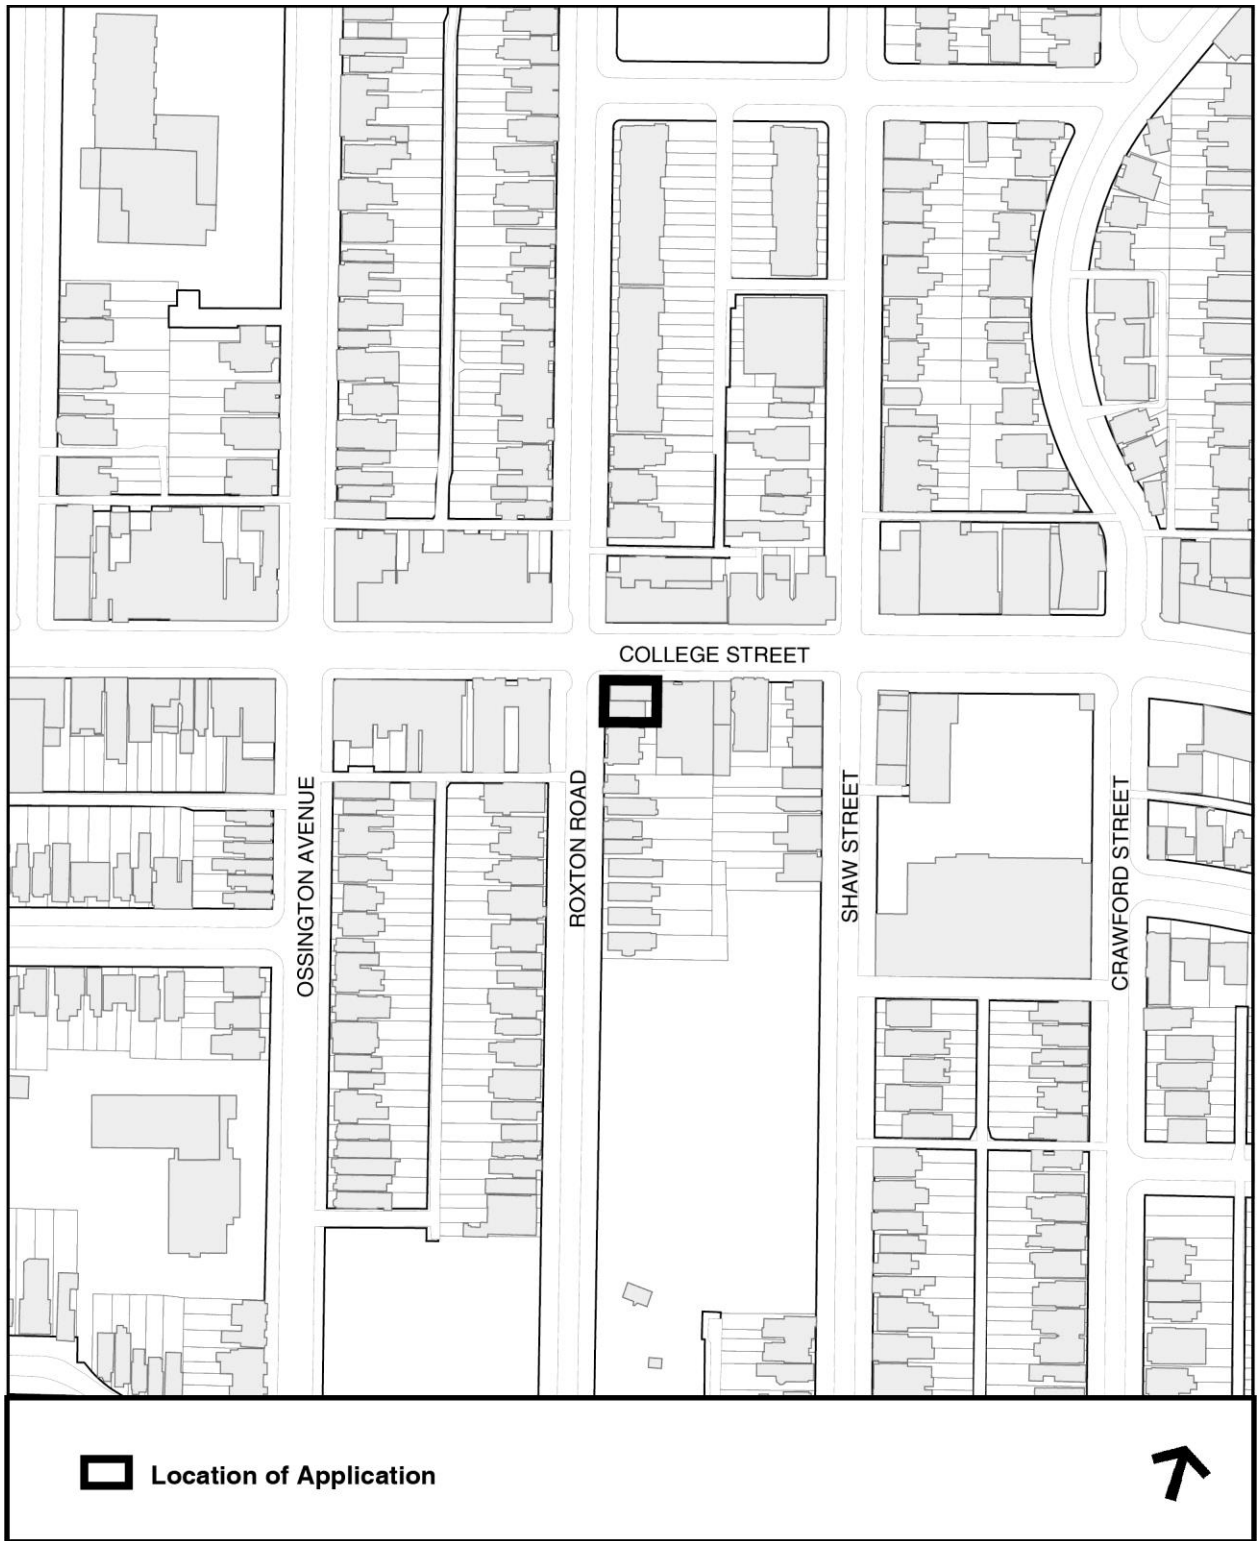 COLLEGE STREET
OSSINGTON AVENUE
ROXTON ROAD
SHAW STREET
CRAWFORD STREET
Location of Application